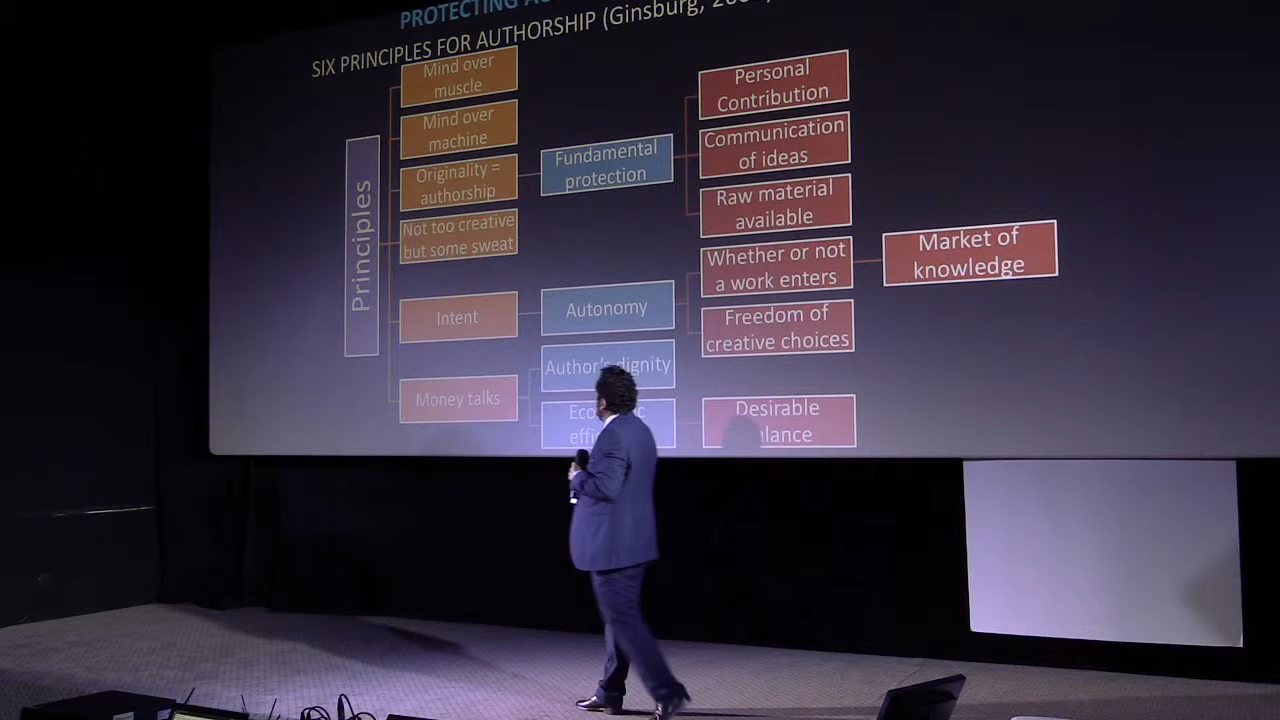 PROTECTING
SIX PRINCIPLES FOR AUTHORSHIP (Ginsburg,
Principles
Mind over
muscle
Mind over
machine
Originality =
authorship
Not too creative
but some sweat
Intent
Money talks
Fundamental
protection
Autonomy
Author's dignity
Personal
Contribution
Communication
of ideas
Raw material
available
Whether or not
a work enters
Freedom of
creative choices
Desirable
Market of
knowledge